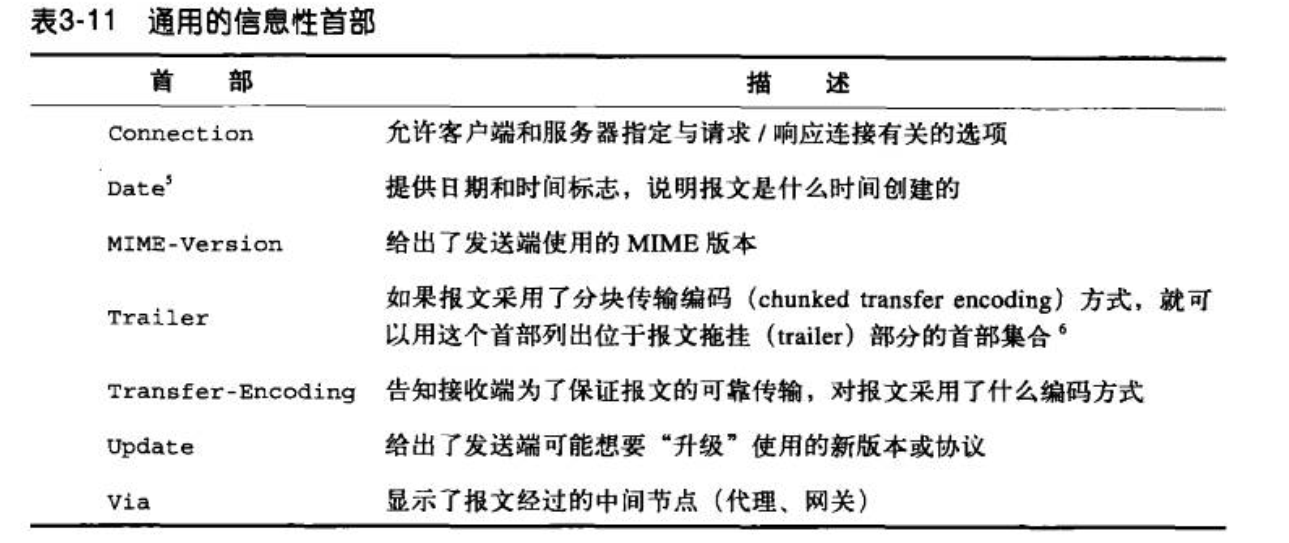 表3-11 通用的信息性首部
首 部 描 述
Connection 允许客户端和服务器指定与请求 / 响应连接有关的选项
Date⁵ 提供日期和时间标志，说明报文是什么时间创建的
MIME-Version 给出了发送端使用的 MIME 版本
Trailer 如果报文采用了分块传输编码（chunked transfer encoding）方式，就可
以用这个首部列出位于报文拖挂（trailer）部分的首部集合⁶
Transfer-Encoding 告知接收端为了保证报文的可靠传输，对报文采用了什么编码方式
Update 给出了发送端可能想要“升级”使用的新版本或协议
Via 显示了报文经过的中间节点（代理、网关）